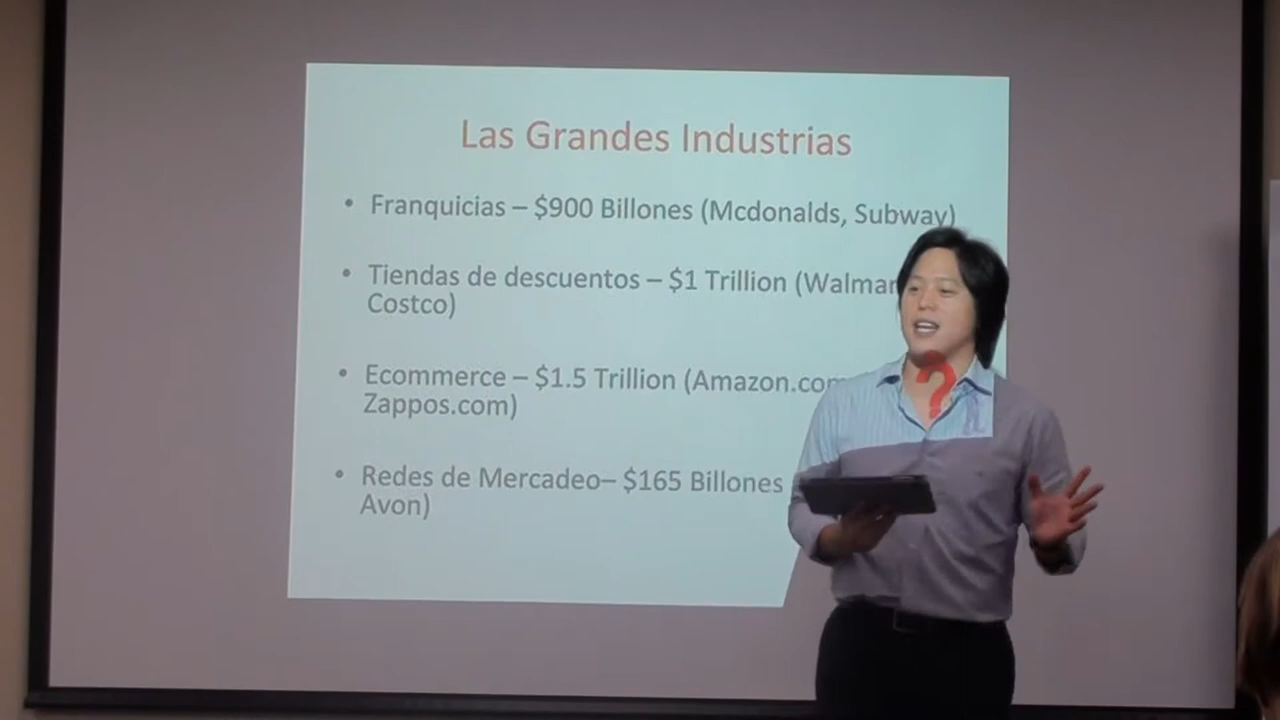 Las Grandes Industrias
• Franquicias – $900 Billones (Mcdonalds, Subway)
• Tiendas de descuentos – $1 Trillion (Walmar
Costco)
• Ecommerce – $1.5 Trillion (Amazon.com
Zappos.com)
• Redes de Mercadeo– $165 Billones
Avon)
?